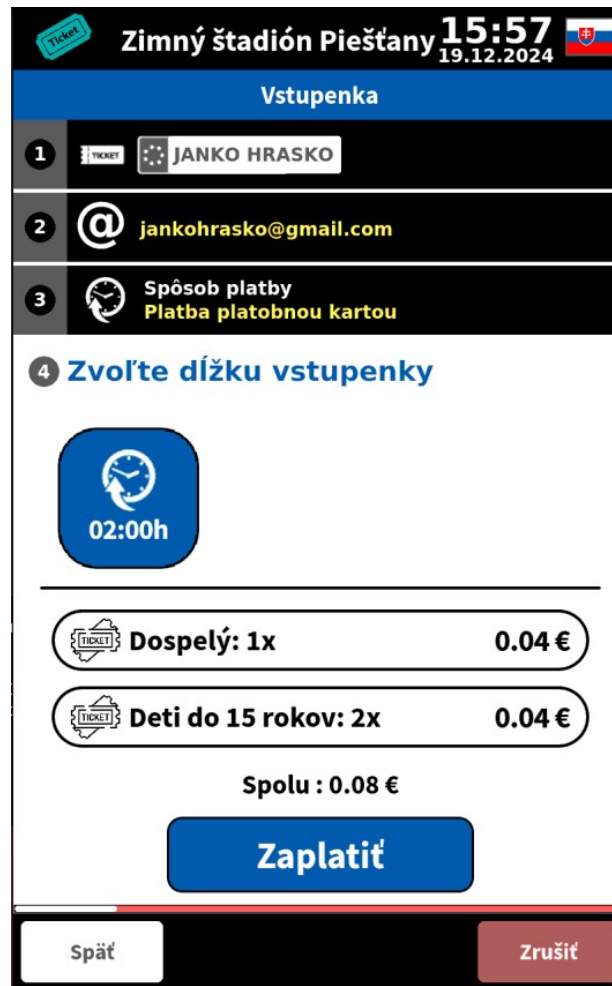 Ticket
Zimný štadión Piešťany
15:57
19.12.2024
Vstupenka
1 TICKET JANKO HRASKO
2 @ jankohrasko@gmail.com
3 Spôsob platby
Platba platobnou kartou
4 Zvoľte dĺžku vstupenky
02:00h
TICKET Dospelý: 1x 0.04 €
TICKET Deti do 15 rokov: 2x 0.04 €
Spolu : 0.08 €
Zaplatiť
Späť Zrušiť